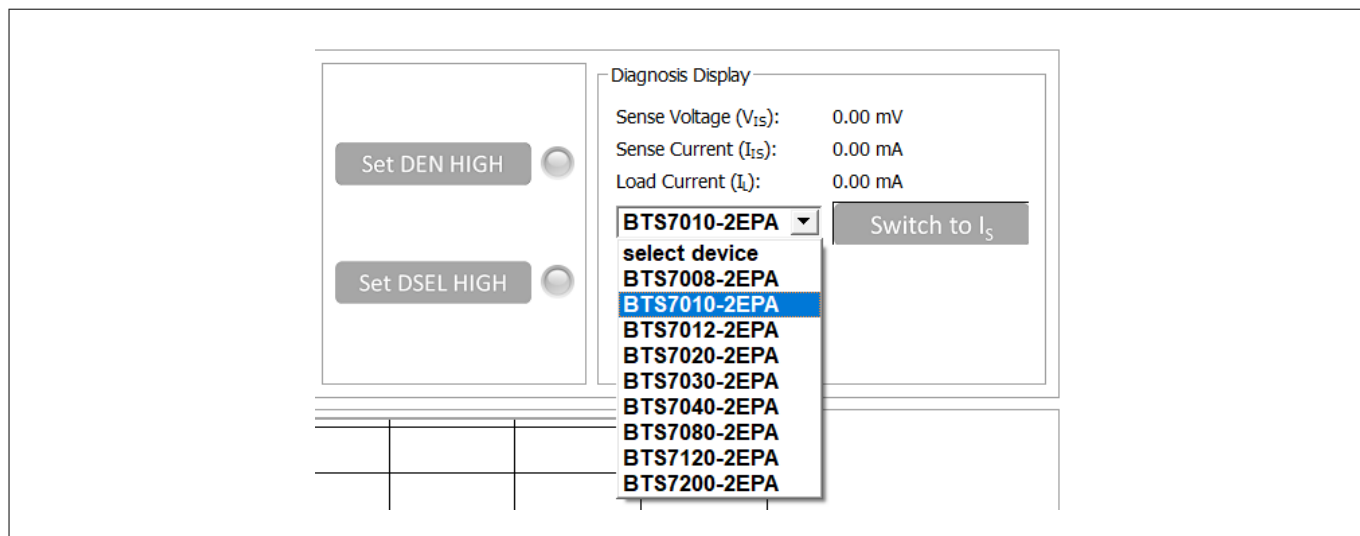 Diagnosis Display
Sense Voltage (VIS): 0.00 mV
Set DEN HIGH
Sense Current (IIS): 0.00 mA
Load Current (IL): 0.00 mA
BTS7010-2EPA
Switch to IS
select device
BTS7008-2EPA
Set DSEL HIGH
BTS7010-2EPA
BTS7012-2EPA
BTS7020-2EPA
BTS7030-2EPA
BTS7040-2EPA
BTS7080-2EPA
BTS7120-2EPA
BTS7200-2EPA